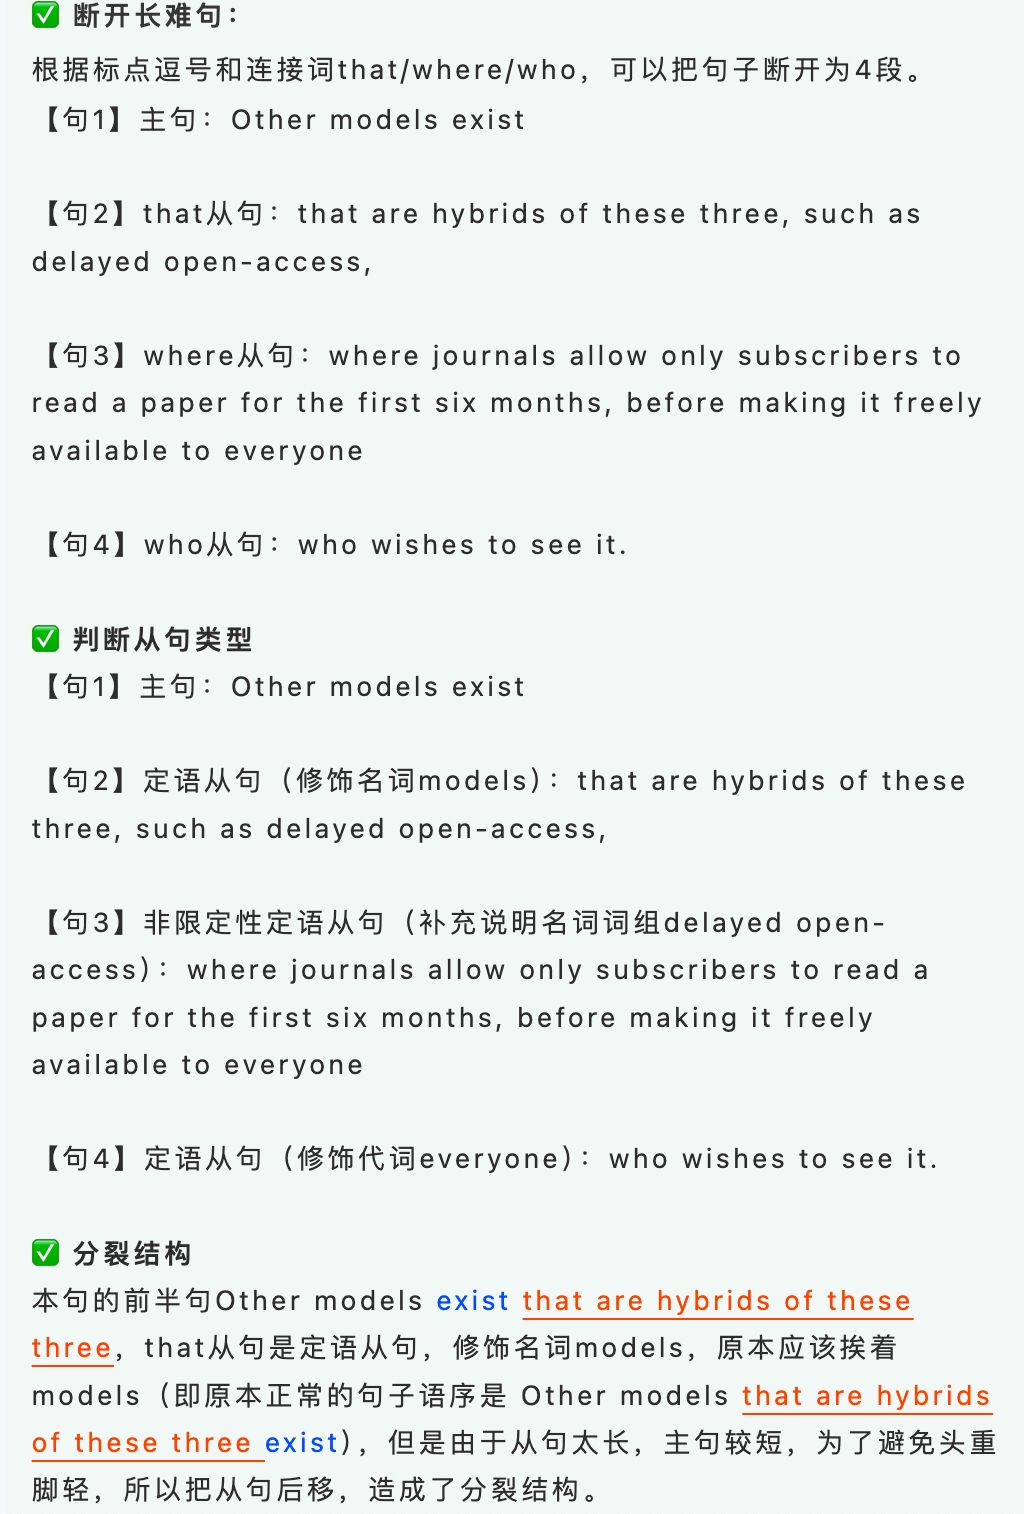 ✅ 断开长难句：
根据标点逗号和连接词that/where/who，可以把句子断开为4段。
【句1】主句：Other models exist
【句2】that从句：that are hybrids of these three, such as
delayed open-access,
【句3】where从句：where journals allow only subscribers to
read a paper for the first six months, before making it freely
available to everyone
【句4】who从句：who wishes to see it.
✅ 判断从句类型
【句1】主句：Other models exist
【句2】定语从句（修饰名词models）：that are hybrids of these
three, such as delayed open-access,
【句3】非限定性定语从句（补充说明名词词组delayed open-
access）：where journals allow only subscribers to read a
paper for the first six months, before making it freely
available to everyone
【句4】定语从句（修饰代词everyone）：who wishes to see it.
✅ 分裂结构
本句的前半句Other models exist that are hybrids of these
three，that从句是定语从句，修饰名词models，原本应该挨着
models（即原本正常的句子语序是 Other models that are hybrids
of these three exist），但是由于从句太长，主句较短，为了避免头重
脚轻，所以把从句后移，造成了分裂结构。